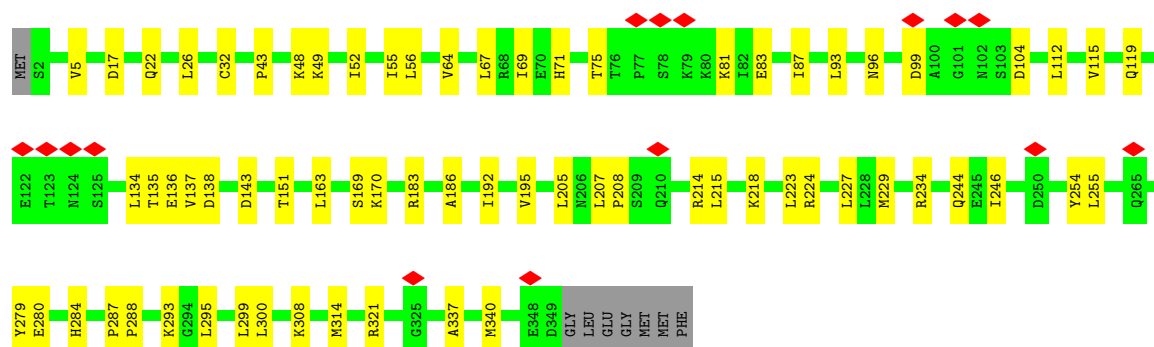 MET S2 V5 D17 Q22 L26 C32 P43 K48 K49 I52 I55 L56 V64 L67 R68 I69 E70 H71 T75 T76 P77 S78 K79 K80 K81 I82 E83 I87 L93 N96 D99 A100 G101 N102 S103 D104 L112 V115 Q119
E122 T123 N124 S125 L134 T135 E136 V137 D138 D143 T151 L163 S169 K170 R183 A186 I192 V195 L205 N206 L207 P208 S209 Q210 R214 L215 K218 L223 R224 L227 L228 M229 R234 Q244 E245 I246 D250 Y254 L255 Q265
Y279 E280 H284 P287 P288 K293 G294 L295 L299 L300 K308 M314 R321 G325 A337 M340 E348 D349 GLY LEU GLU GLY MET MET PHE